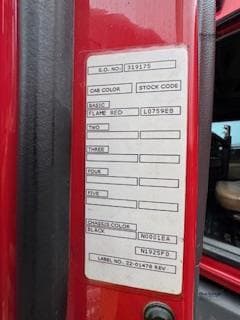 S.O. NO. 319175
CAB COLOR STOCK CODE
BASIC
FLAME RED L0759EB
TWO
THREE
FOUR
FIVE
CHASSIS COLOR
BLACK N0001EA
N1925FD
LABEL NO. 22-01478 REV